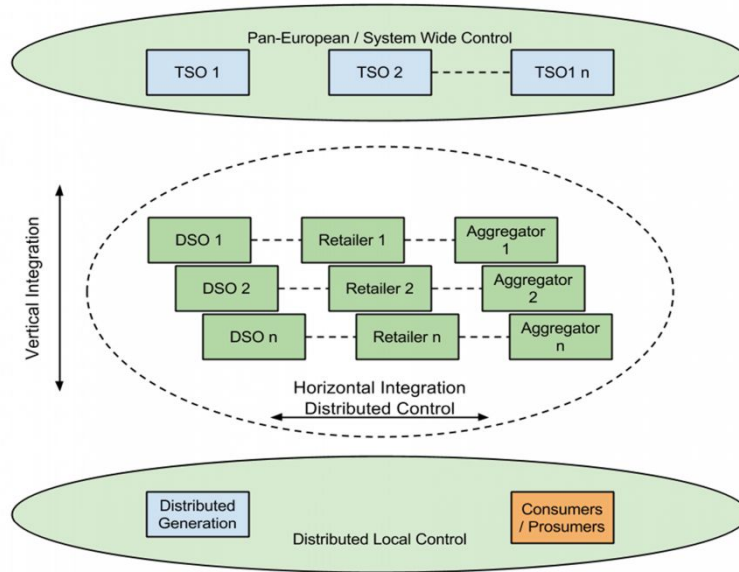 Pan-European / System Wide Control
TSO 1
TSO 2
TSO1 n
Vertical Integration
DSO 1
Retailer 1
Aggregator
1
DSO 2
Retailer 2
Aggregator
2
DSO n
Retailer n
Aggregator
n
Horizontal Integration
Distributed Control
Distributed
Generation
Consumers
/ Prosumers
Distributed Local Control